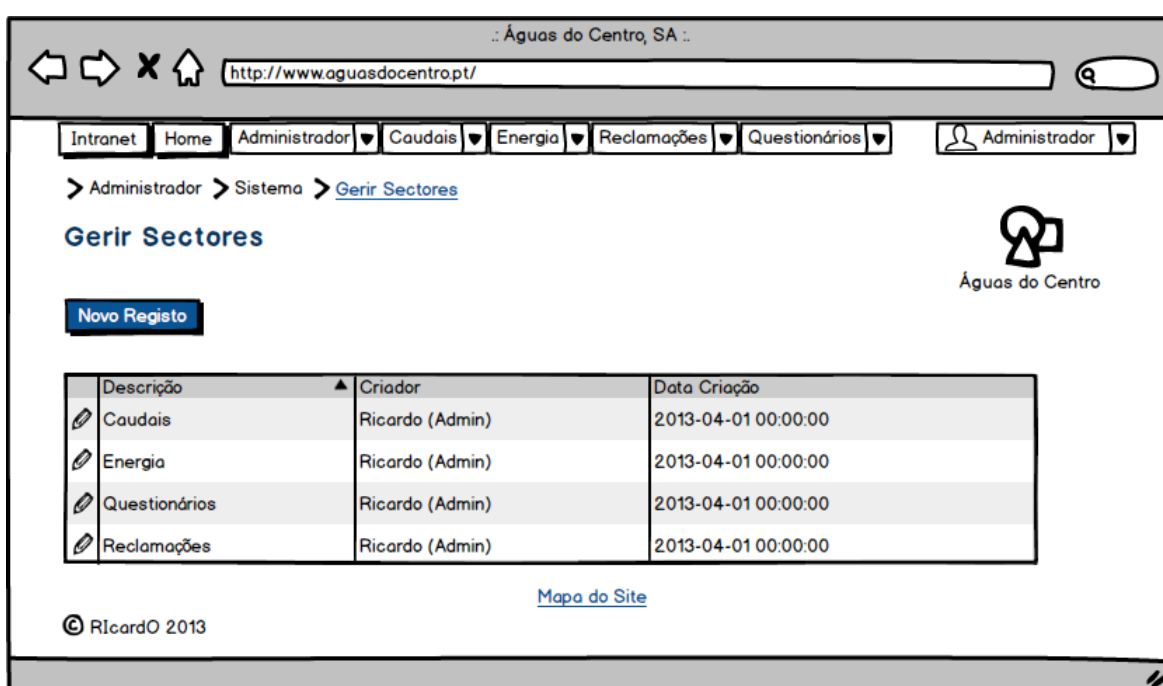 .: Águas do Centro, SA :.
http://www.aguasdocentro.pt/
Intranet Home Administrador Caudais Energia Reclamações Questionários Administrador
Administrador Sistema Gerir Sectores
Gerir Sectores
Águas do Centro
Novo Registo
Descrição Criador Data Criação
Caudais Ricardo (Admin) 2013-04-01 00:00:00
Energia Ricardo (Admin) 2013-04-01 00:00:00
Questionários Ricardo (Admin) 2013-04-01 00:00:00
Reclamações Ricardo (Admin) 2013-04-01 00:00:00
Mapa do Site
© RIcardO 2013